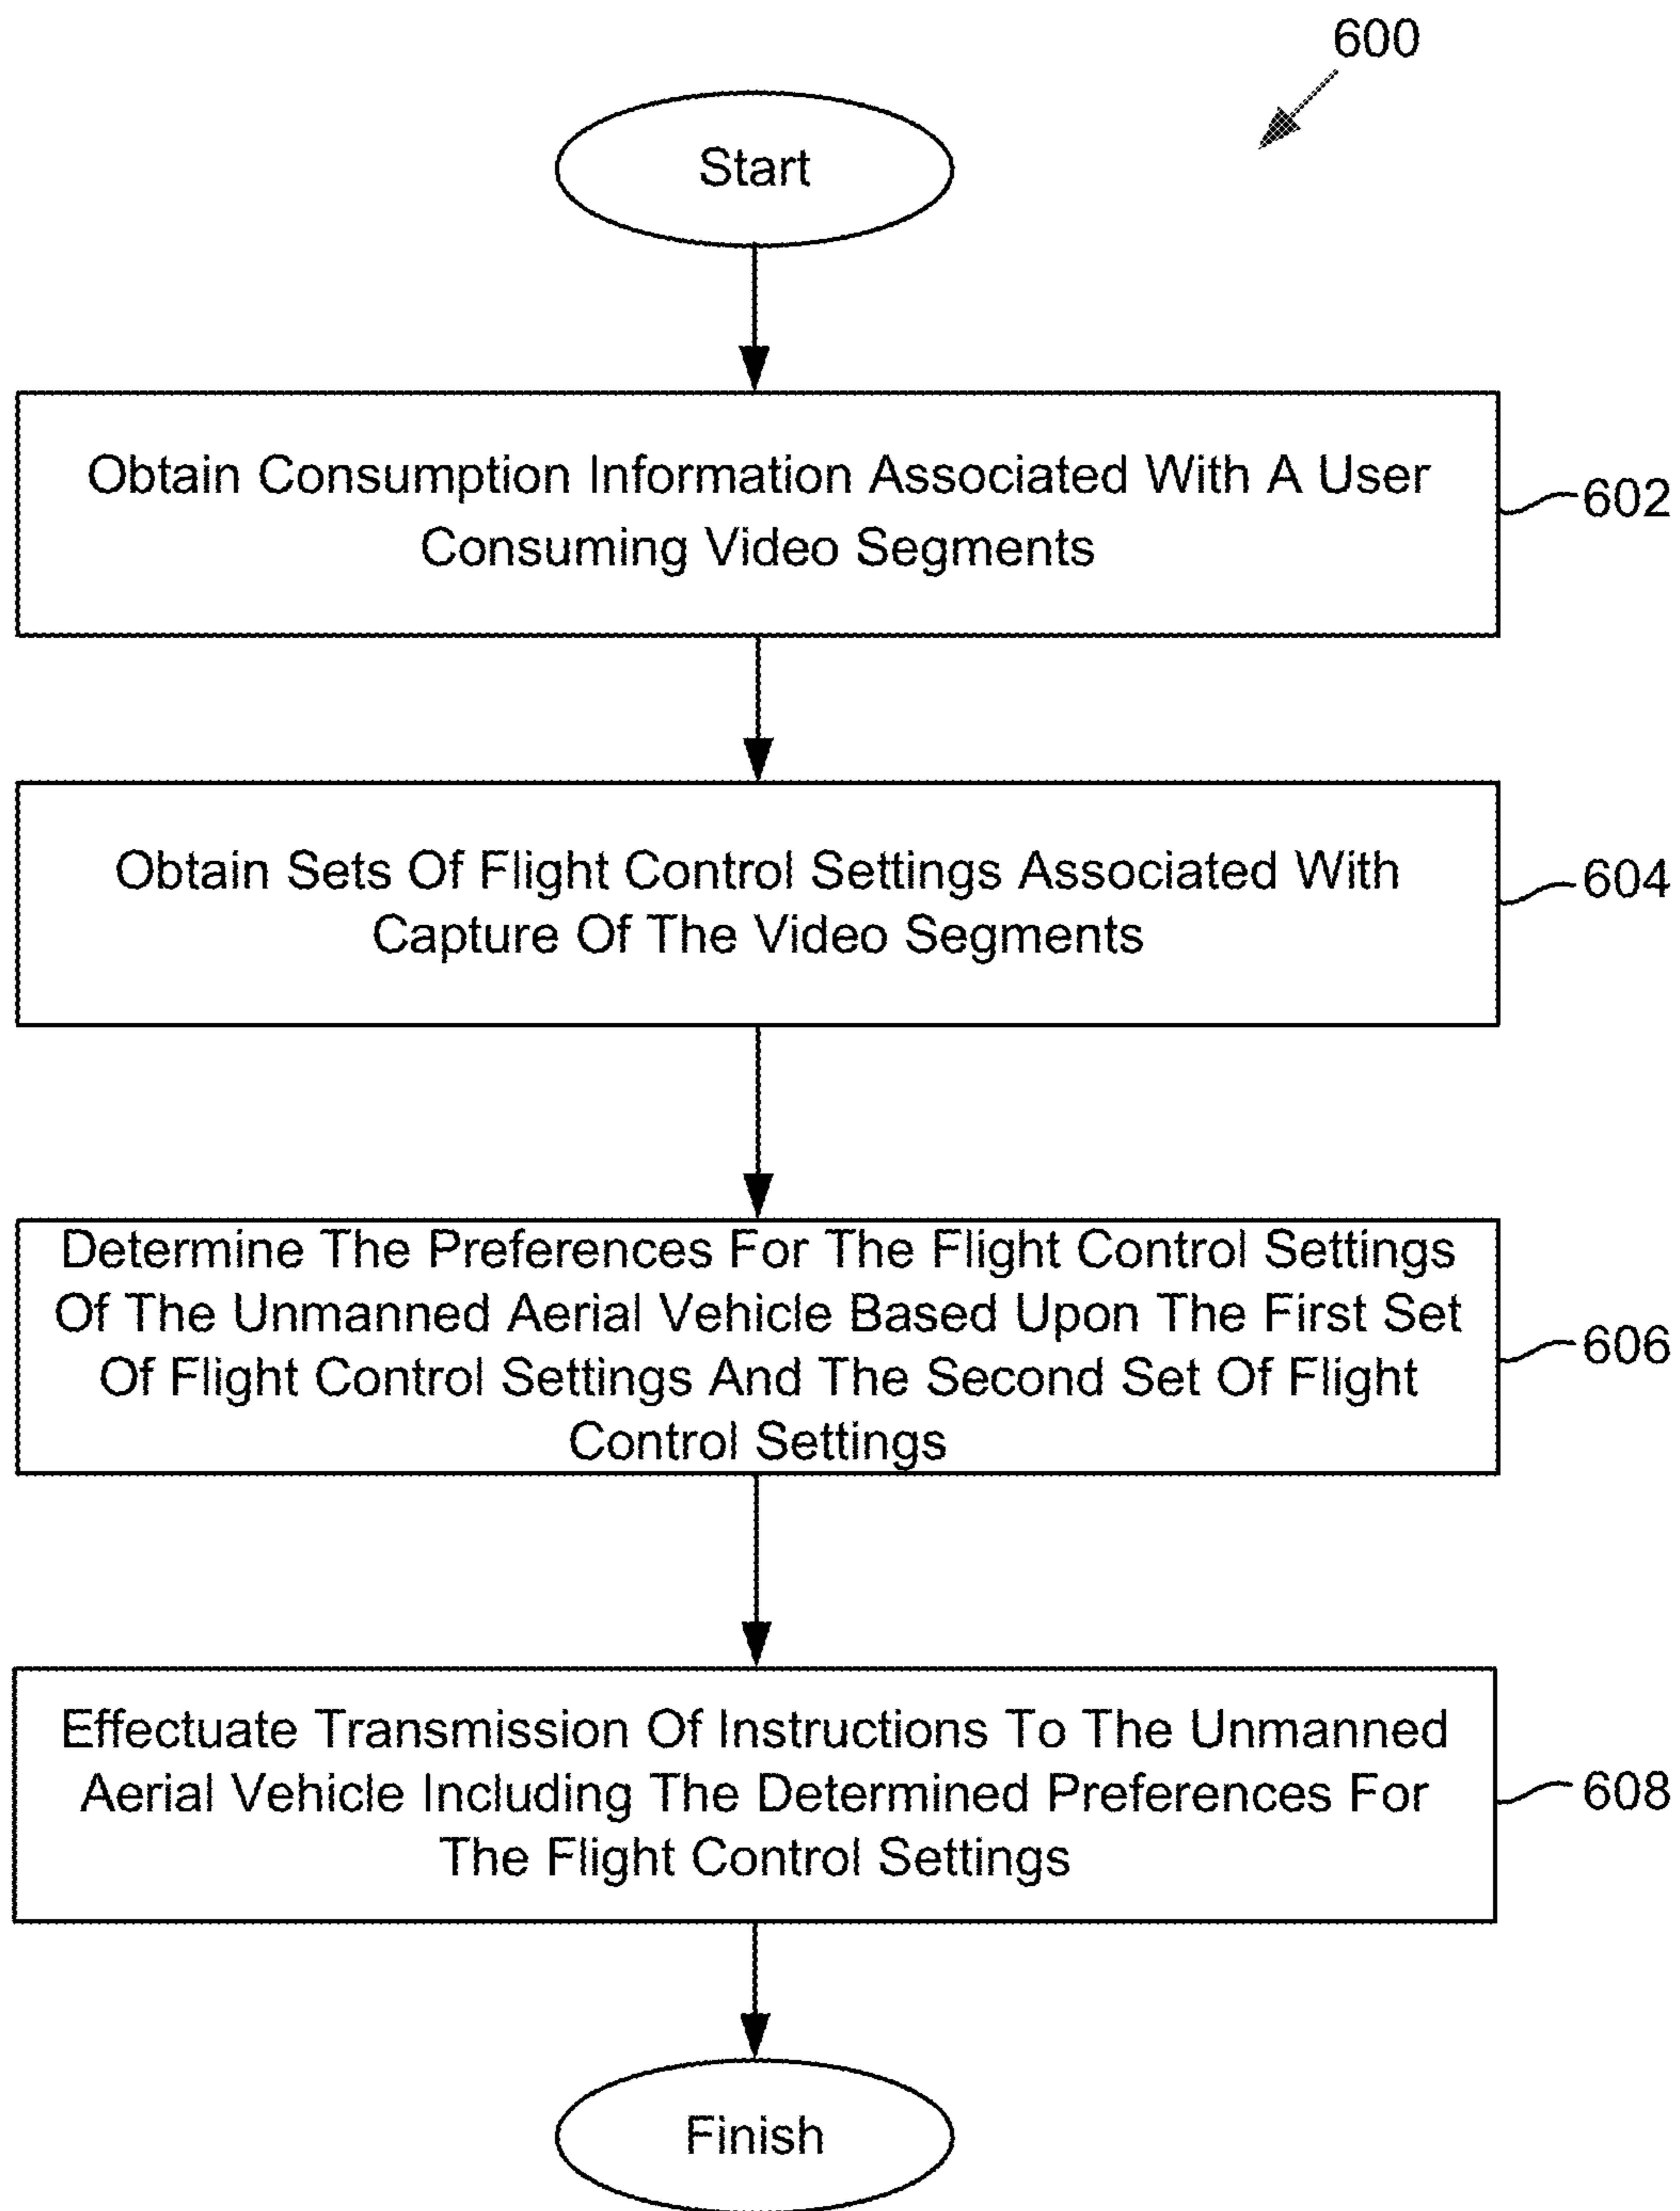 600
Start
Obtain Consumption Information Associated With A User
Consuming Video Segments
602
Obtain Sets Of Flight Control Settings Associated With
Capture Of The Video Segments
604
Determine The Preferences For The Flight Control Settings
Of The Unmanned Aerial Vehicle Based Upon The First Set
Of Flight Control Settings And The Second Set Of Flight
Control Settings
606
Effectuate Transmission Of Instructions To The Unmanned
Aerial Vehicle Including The Determined Preferences For
The Flight Control Settings
608
Finish